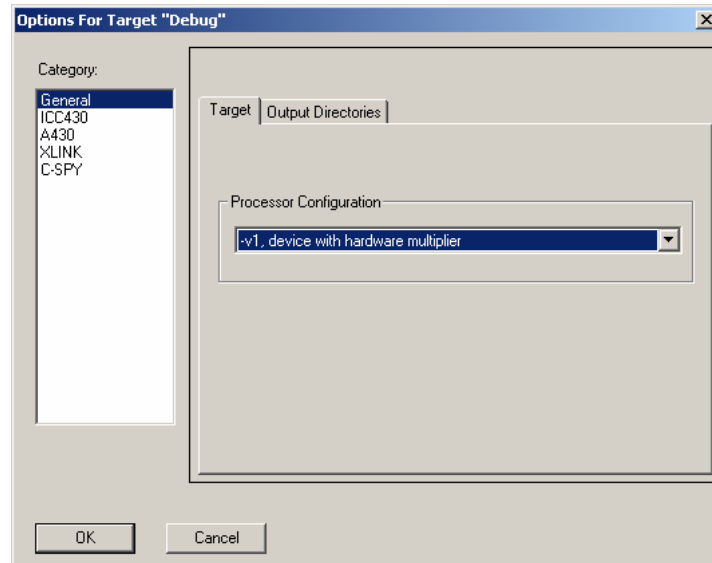 Options For Target "Debug"
Category:
General
ICC430
A430
XLINK
C-SPY
Target
Output Directories
Processor Configuration
-v1, device with hardware multiplier
OK
Cancel